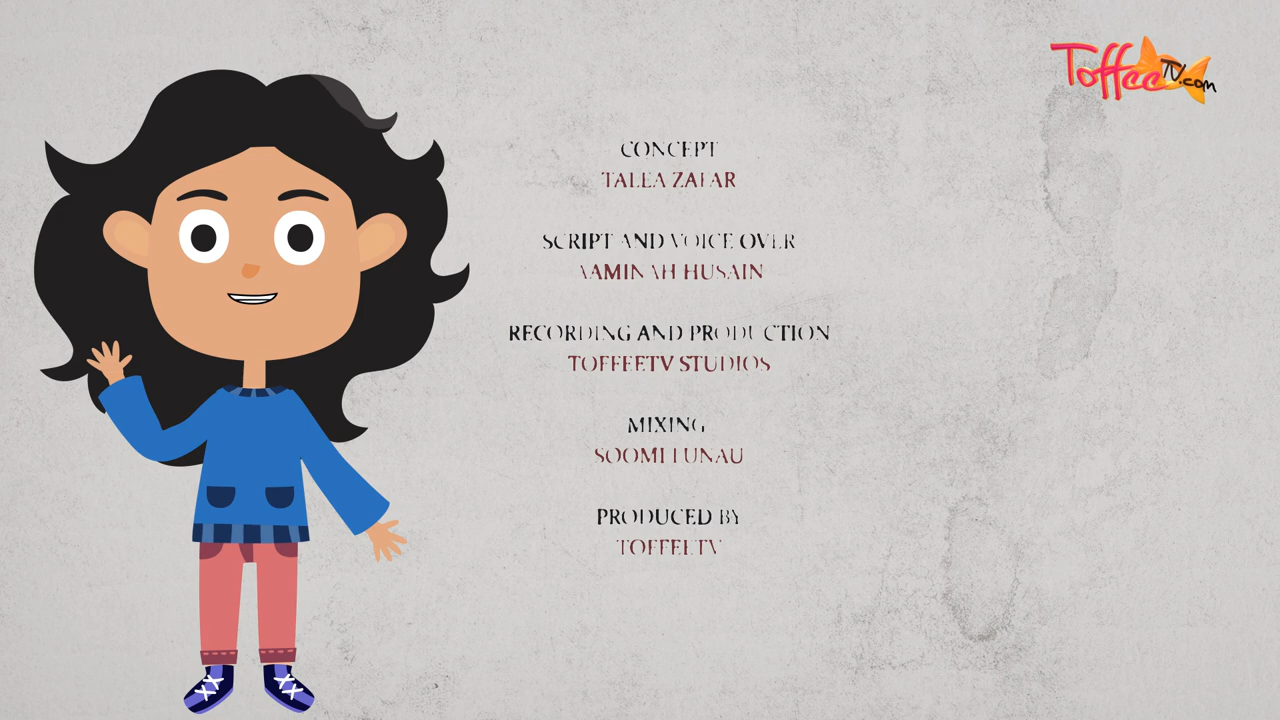 ToffeeTV.com
CONCEPT
TALEA ZAFAR
SCRIPT AND VOICE OVER
AAMINAH HUSAIN
RECORDING AND PRODUCTION
TOFFEETV STUDIOS
MIXING
SOOMI LUNAU
PRODUCED BY
TOFFEETV